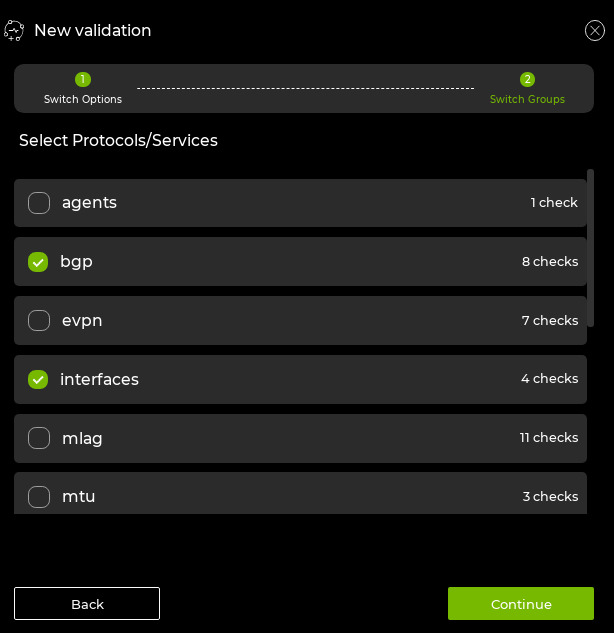 New validation
1
2
Switch Options
Switch Groups
Select Protocols/Services
agents 1 check
bgp 8 checks
evpn 7 checks
interfaces 4 checks
mlag 11 checks
mtu 3 checks
Back Continue